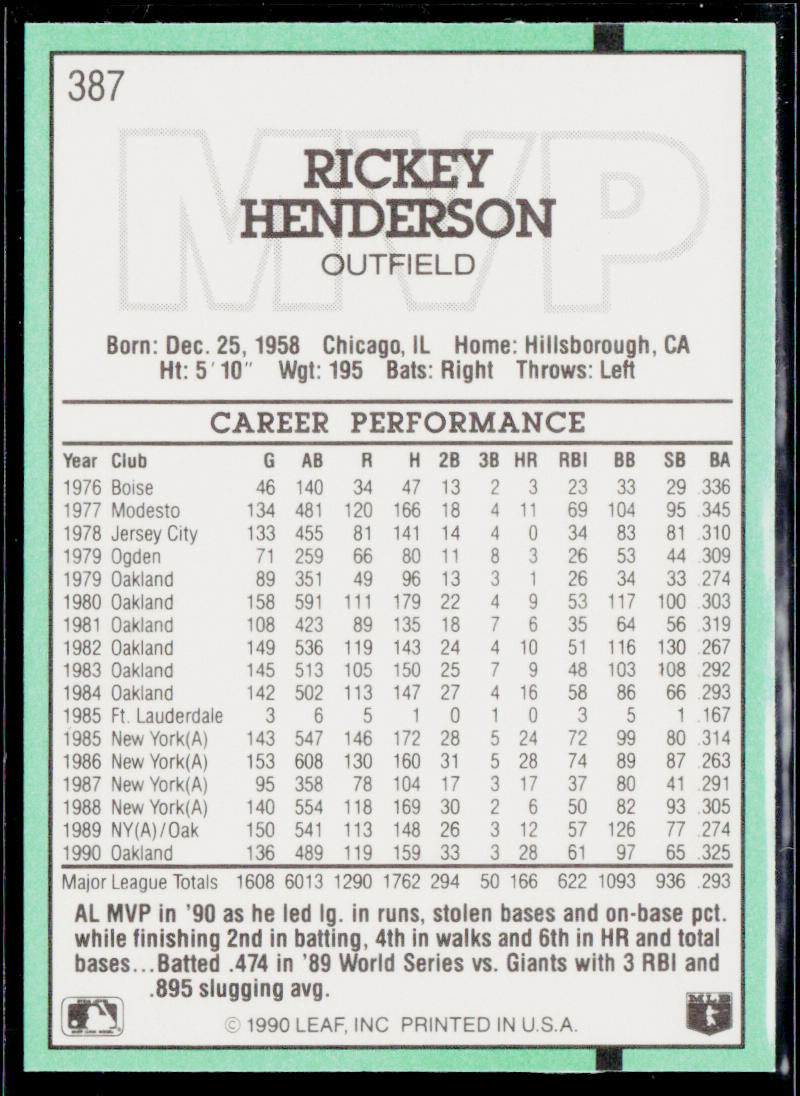 387
MVP
RICKEY
HENDERSON
OUTFIELD
Born: Dec. 25, 1958 Chicago, IL Home: Hillsborough, CA
Ht: 5' 10" Wgt: 195 Bats: Right Throws: Left
CAREER PERFORMANCE
Year Club G AB R H 2B 3B HR RBI BB SB BA
1976 Boise 46 140 34 47 13 2 3 23 33 29 .336
1977 Modesto 134 481 120 166 18 4 11 69 104 95 .345
1978 Jersey City 133 455 81 141 14 4 0 34 83 81 .310
1979 Ogden 71 259 66 80 11 8 3 26 53 44 .309
1979 Oakland 89 351 49 96 13 3 1 26 34 33 .274
1980 Oakland 158 591 111 179 22 4 9 53 117 100 .303
1981 Oakland 108 423 89 135 18 7 6 35 64 56 .319
1982 Oakland 149 536 119 143 24 4 10 51 116 130 .267
1983 Oakland 145 513 105 150 25 7 9 48 103 108 .292
1984 Oakland 142 502 113 147 27 4 16 58 86 66 .293
1985 Ft. Lauderdale 3 6 5 1 0 1 0 3 5 1 .167
1985 New York(A) 143 547 146 172 28 5 24 72 99 80 .314
1986 New York(A) 153 608 130 160 31 5 28 74 89 87 .263
1987 New York(A) 95 358 78 104 17 3 17 37 80 41 .291
1988 New York(A) 140 554 118 169 30 2 6 50 82 93 .305
1989 NY(A)/Oak 150 541 113 148 26 3 12 57 126 77 .274
1990 Oakland 136 489 119 159 33 3 28 61 97 65 .325
Major League Totals 1608 6013 1290 1762 294 50 166 622 1093 936 .293
AL MVP in '90 as he led lg. in runs, stolen bases and on-base pct.
while finishing 2nd in batting, 4th in walks and 6th in HR and total
bases...Batted .474 in '89 World Series vs. Giants with 3 RBI and
.895 slugging avg.
© 1990 LEAF, INC PRINTED IN U.S.A.
MLB